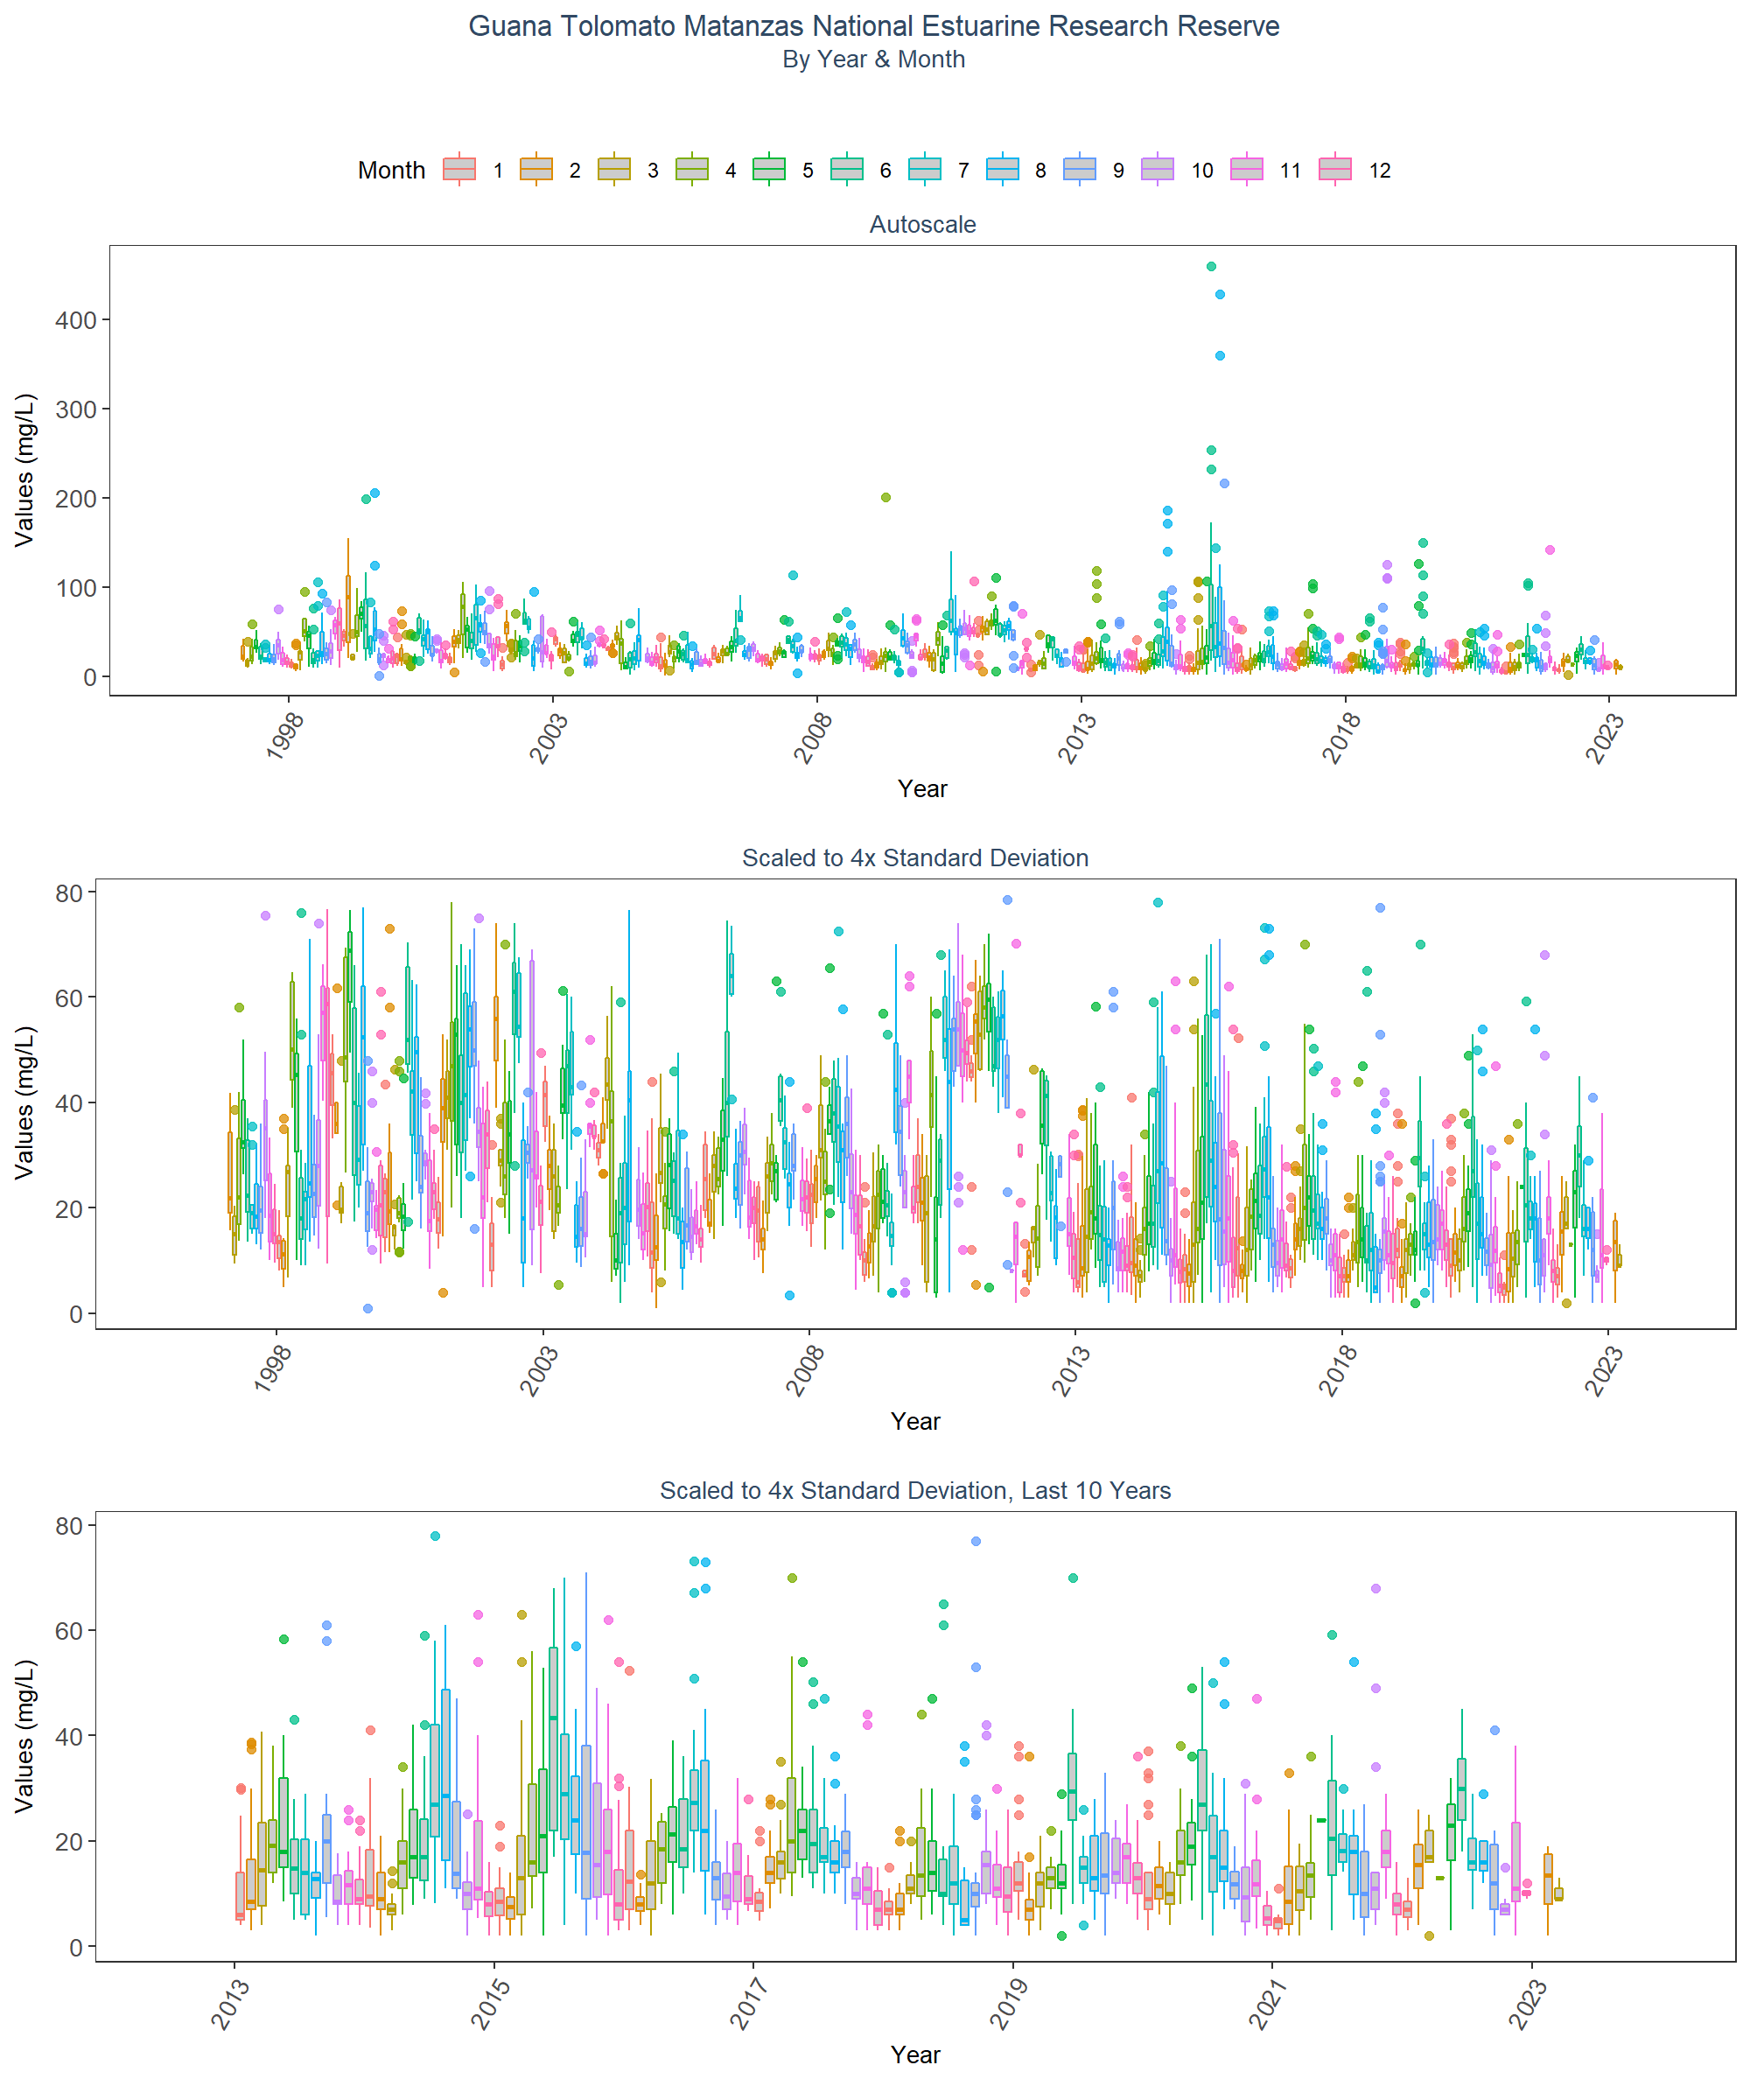 Guana Tolomato Matanzas National Estuarine Research Reserve
By Year & Month
Month 1 2 3 4 5 6 7 8 9 10 11 12
Autoscale
Values (mg/L)
400
300
200
100
0
1998 2003 2008 2013 2018 2023
Year
Scaled to 4x Standard Deviation
Values (mg/L)
80
60
40
20
0
1998 2003 2008 2013 2018 2023
Year
Scaled to 4x Standard Deviation, Last 10 Years
Values (mg/L)
80
60
40
20
0
2013 2015 2017 2019 2021 2023
Year